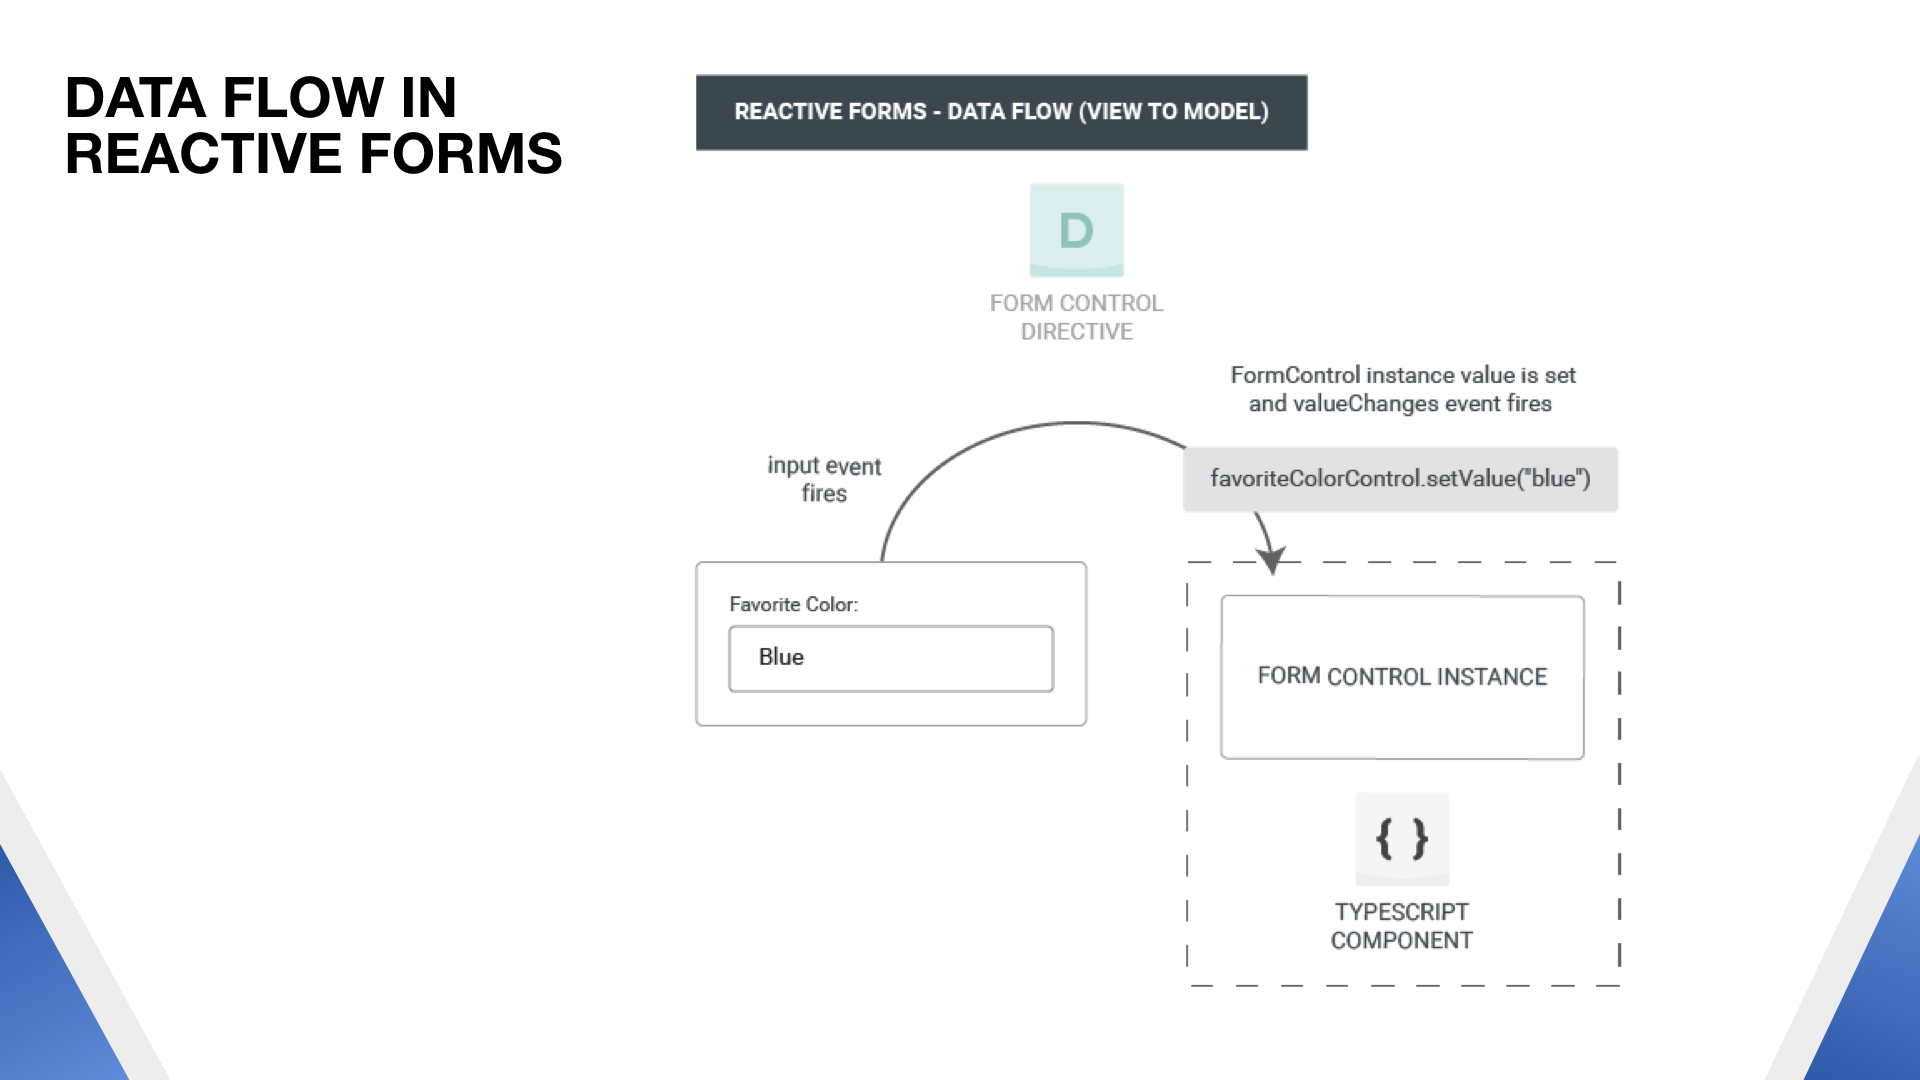 DATA FLOW IN
REACTIVE FORMS
REACTIVE FORMS - DATA FLOW (VIEW TO MODEL)
D
FORM CONTROL
DIRECTIVE
FormControl instance value is set
and valueChanges event fires
input event
fires
favoriteColorControl.setValue("blue")
Favorite Color:
Blue
FORM CONTROL INSTANCE
{ }
TYPESCRIPT
COMPONENT